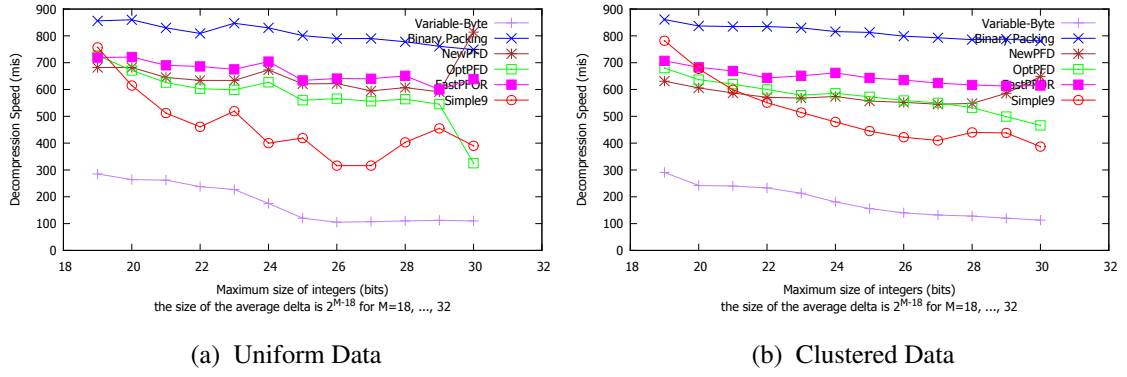 900
800
700
600
500
400
300
200
100
0
Decompression Speed (mis)
18 20 22 24 26 28 30 32
Maximum size of integers (bits)
the size of the average delta is 2^M-18 for M=18, ..., 32
Variable-Byte
Binary Packing
NewPFD
OptPFD
FastPFOR
Simple9
(a) Uniform Data
900
800
700
600
500
400
300
200
100
0
Decompression Speed (mis)
18 20 22 24 26 28 30 32
Maximum size of integers (bits)
the size of the average delta is 2^M-18 for M=18, ..., 32
Variable-Byte
Binary Packing
NewPFD
OptPFD
FastPFOR
Simple9
(b) Clustered Data